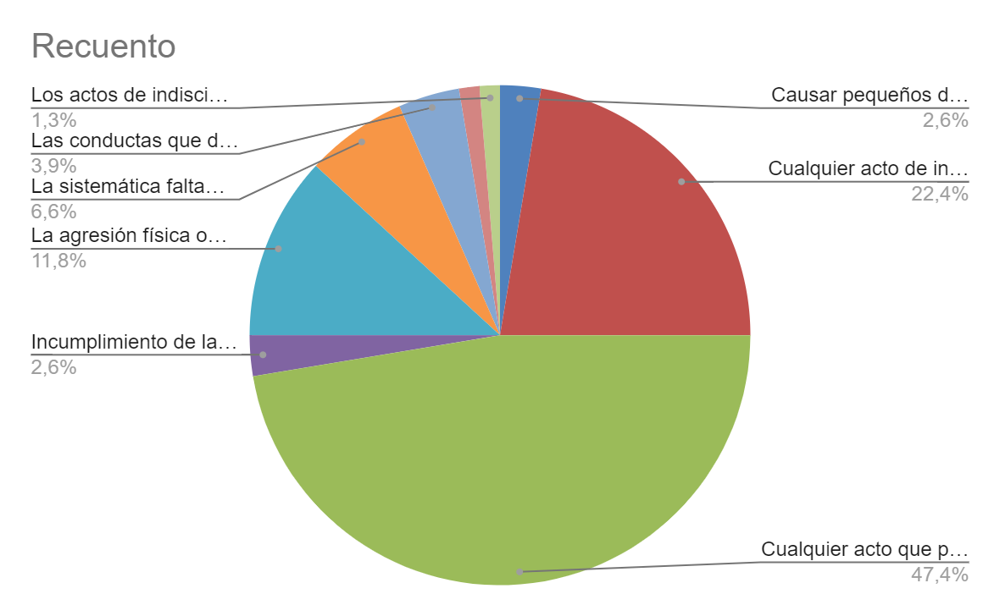 Recuento
Los actos de indisci…
1,3%
Las conductas que d…
3,9%
La sistemática falta…
6,6%
La agresión física o…
11,8%
Incumplimiento de la…
2,6%
Causar pequeños d…
2,6%
Cualquier acto de in…
22,4%
Cualquier acto que p…
47,4%